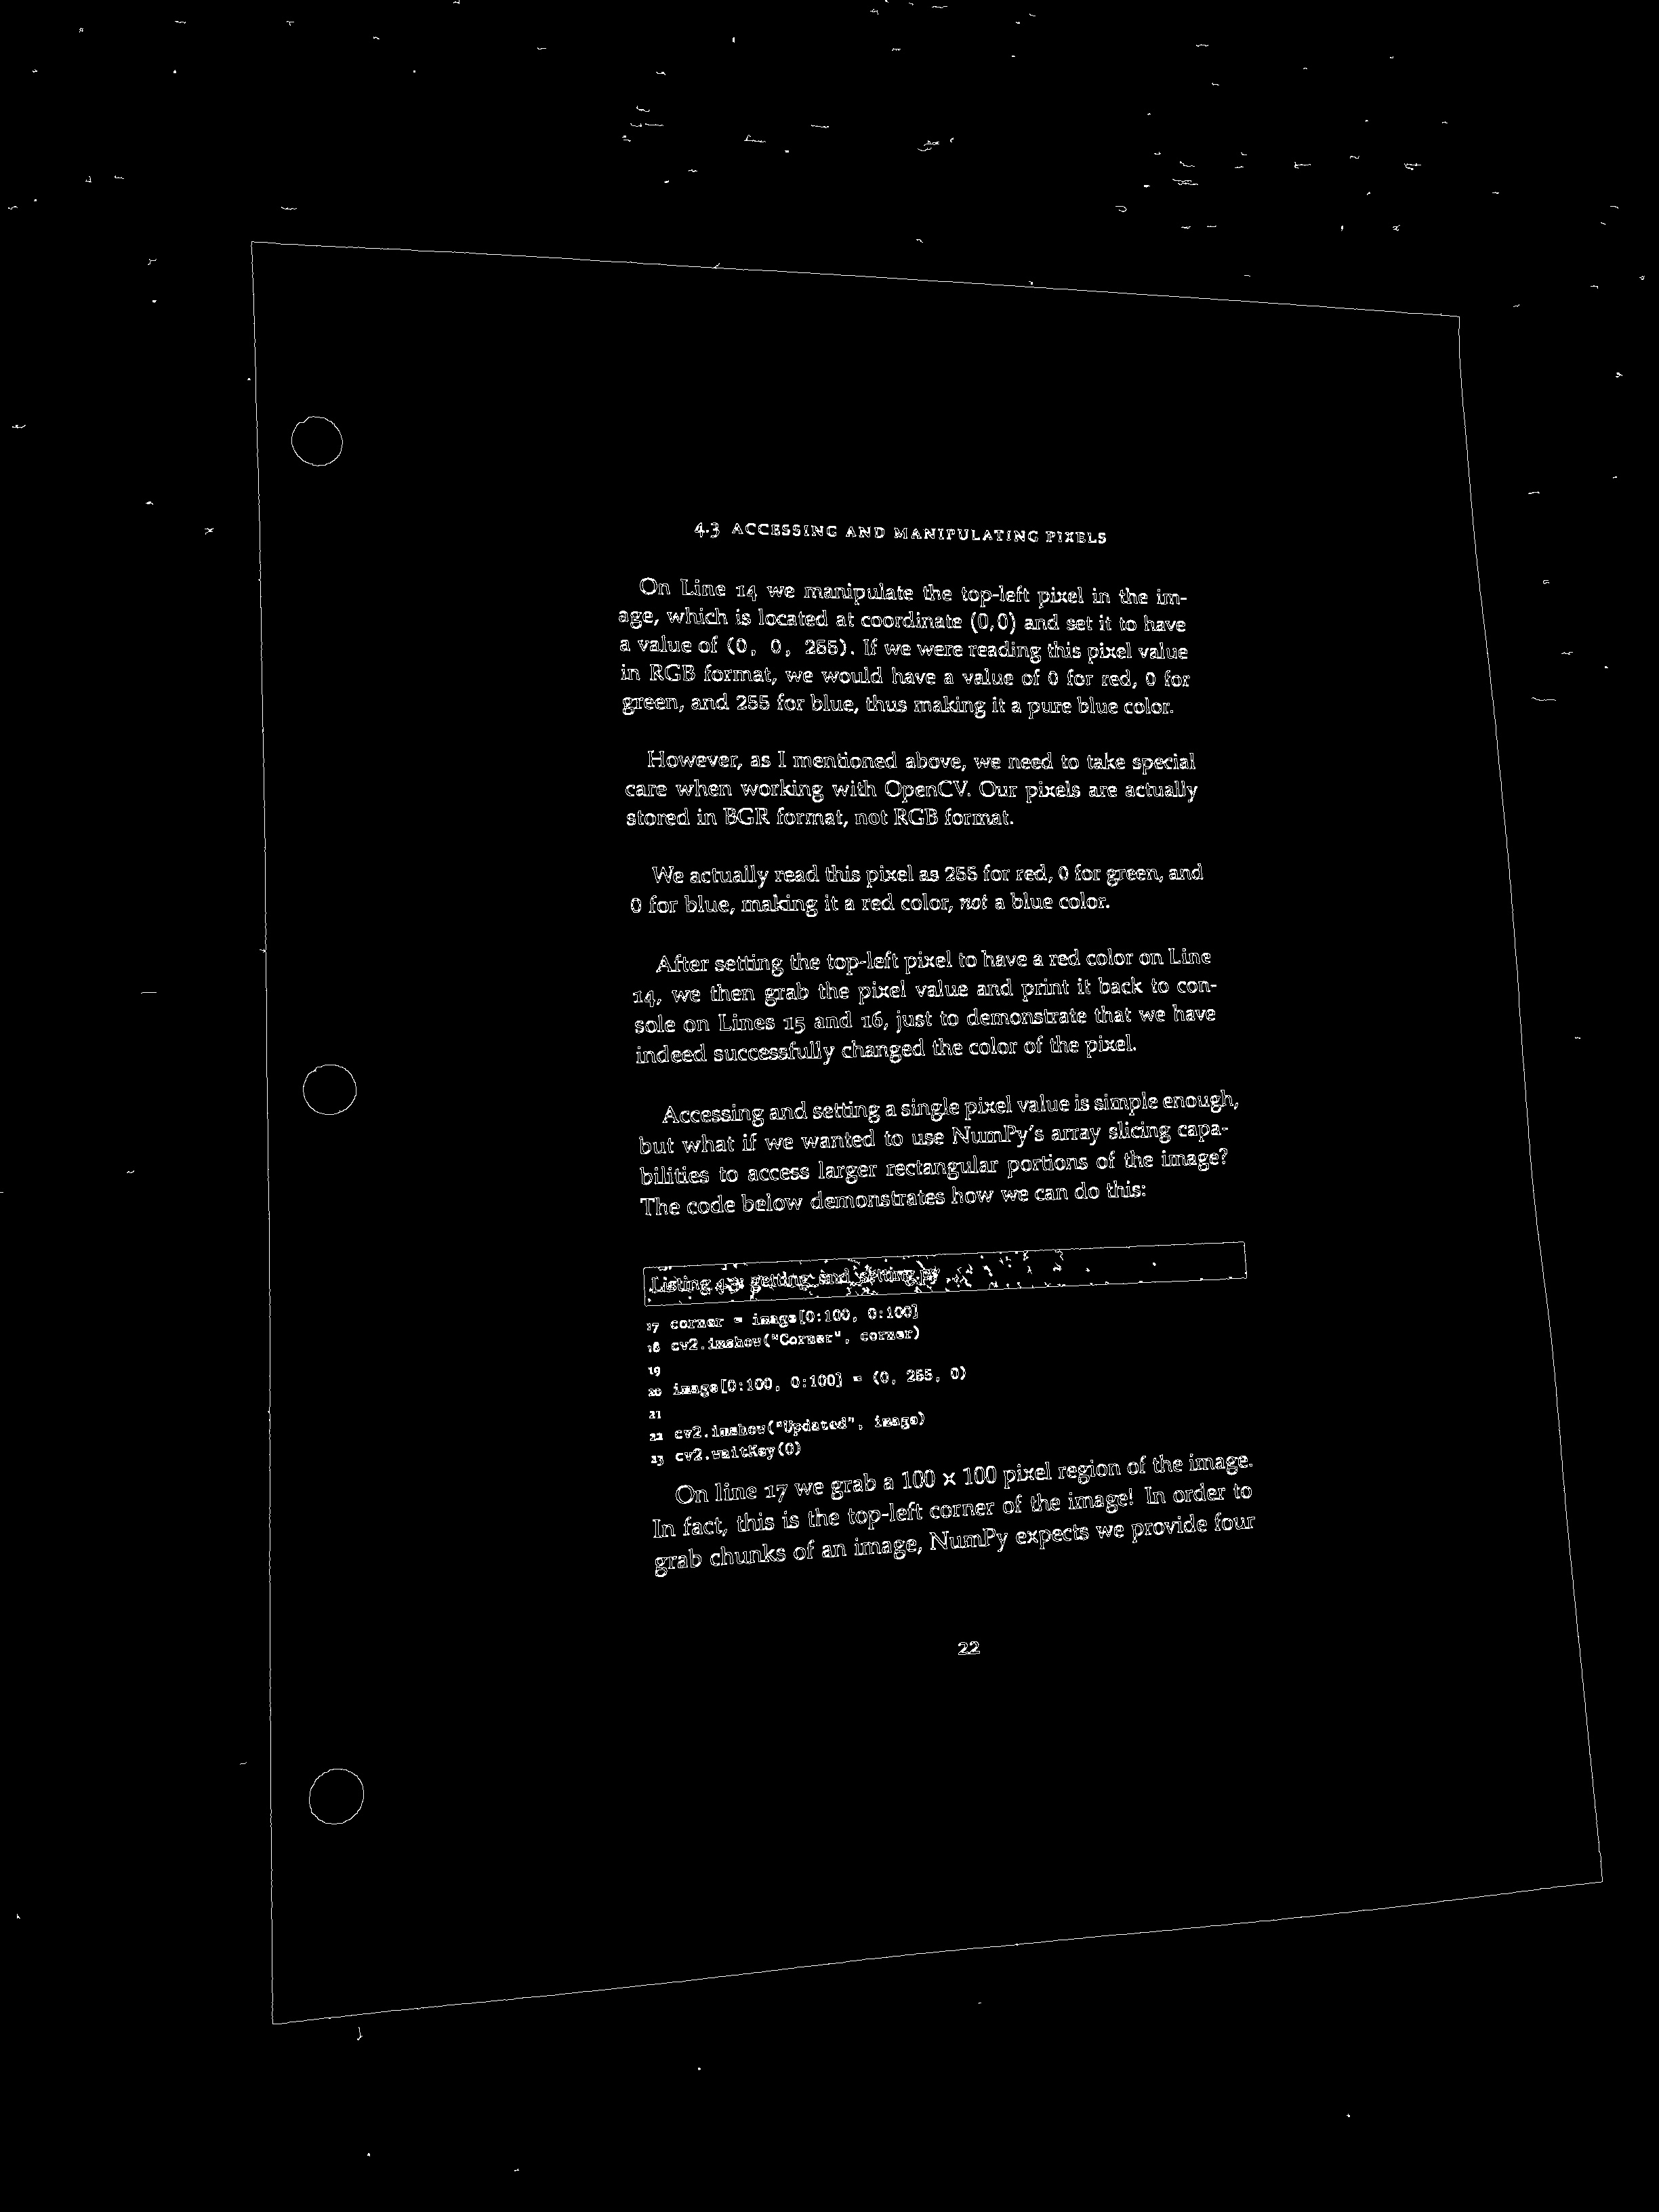 4.3 ACCESSING AND MANIPULATING PIXELS
On Line 14 we manipulate the top-left pixel in the im-
age, which is located at coordinate (0,0) and set it to have
a value of (0, 0, 255). If we were reading this pixel value
in RGB format, we would have a value of 0 for red, 0 for
green, and 255 for blue, thus making it a pure blue color.
However, as I mentioned above, we need to take special
care when working with OpenCV. Our pixels are actually
stored in BGR format, not RGB format.
We actually read this pixel as 255 for red, 0 for green, and
0 for blue, making it a red color, not a blue color.
After setting the top-left pixel to have a red color on Line
14, we then grab the pixel value and print it back to con-
sole on Lines 15 and 16, just to demonstrate that we have
indeed successfully changed the color of the pixel.
Accessing and setting a single pixel value is simple enough,
but what if we wanted to use NumPy's array slicing capa-
bilities to access larger rectangular portions of the image?
The code below demonstrates how we can do this:
Listing getting and setting.py
17 corner = image[0:100, 0:100]
18 cv2.imshow("Corner", corner)
19
20 image[0:100, 0:100] = (0, 255, 0)
21
22 cv2.imshow("Updated", image)
23 cv2.waitKey(0)
On line 17 we grab a 100 × 100 pixel region of the image.
In fact, this is the top-left corner of the image! In order to
grab chunks of an image, NumPy expects we provide four
22